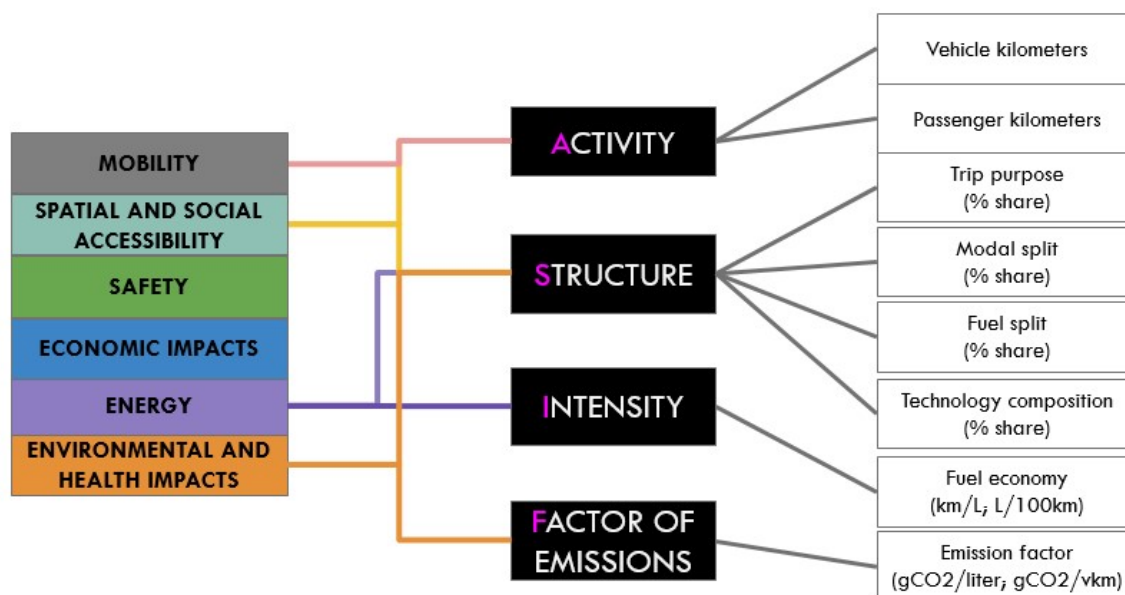 MOBILITY
SPATIAL AND SOCIAL
ACCESSIBILITY
SAFETY
ECONOMIC IMPACTS
ENERGY
ENVIRONMENTAL AND
HEALTH IMPACTS
ACTIVITY
STRUCTURE
INTENSITY
FACTOR OF
EMISSIONS
Vehicle kilometers
Passenger kilometers
Trip purpose
(% share)
Modal split
(% share)
Fuel split
(% share)
Technology composition
(% share)
Fuel economy
(km/L; L/100km)
Emission factor
(gCO2/liter; gCO2/vkm)